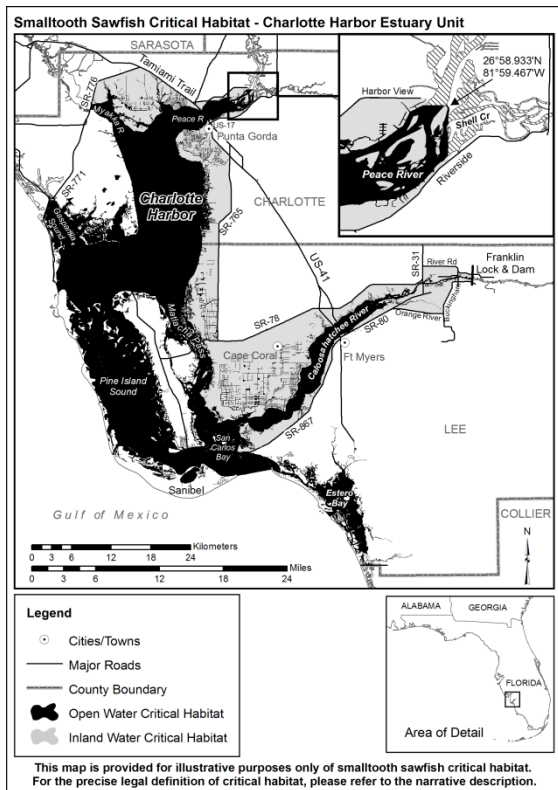 Smalltooth Sawfish Critical Habitat - Charlotte Harbor Estuary Unit
SARASOTA
Tamiami Trail
SR-776
Myakka R
Peace R
US-17
Punta Gorda
Harbor View
26°58.933'N
81°59.467'W
Shell Cr
Peace River
Riverside
SR-771
Gasparilla
Sound
Charlotte
Harbor
CHARLOTTE
SR-765
US-41
SR-31
River Rd
Franklin
Lock & Dam
Buckingham
Orange River
SR-80
SR-78
Matlacha Pass
Cape Coral
Caloosahatchee River
Ft Myers
Pine Island
Sound
SR-867
San
Carlos
Bay
LEE
Sanibel
Estero
Bay
Gulf of Mexico
COLLIER
N
Kilometers
0 3 6 12 18 24
Miles
0 3 6 12 18 24
Legend
Cities/Towns
Major Roads
County Boundary
Open Water Critical Habitat
Inland Water Critical Habitat
ALABAMA
GEORGIA
FLORIDA
Area of Detail
This map is provided for illustrative purposes only of smalltooth sawfish critical habitat.
For the precise legal definition of critical habitat, please refer to the narrative description.